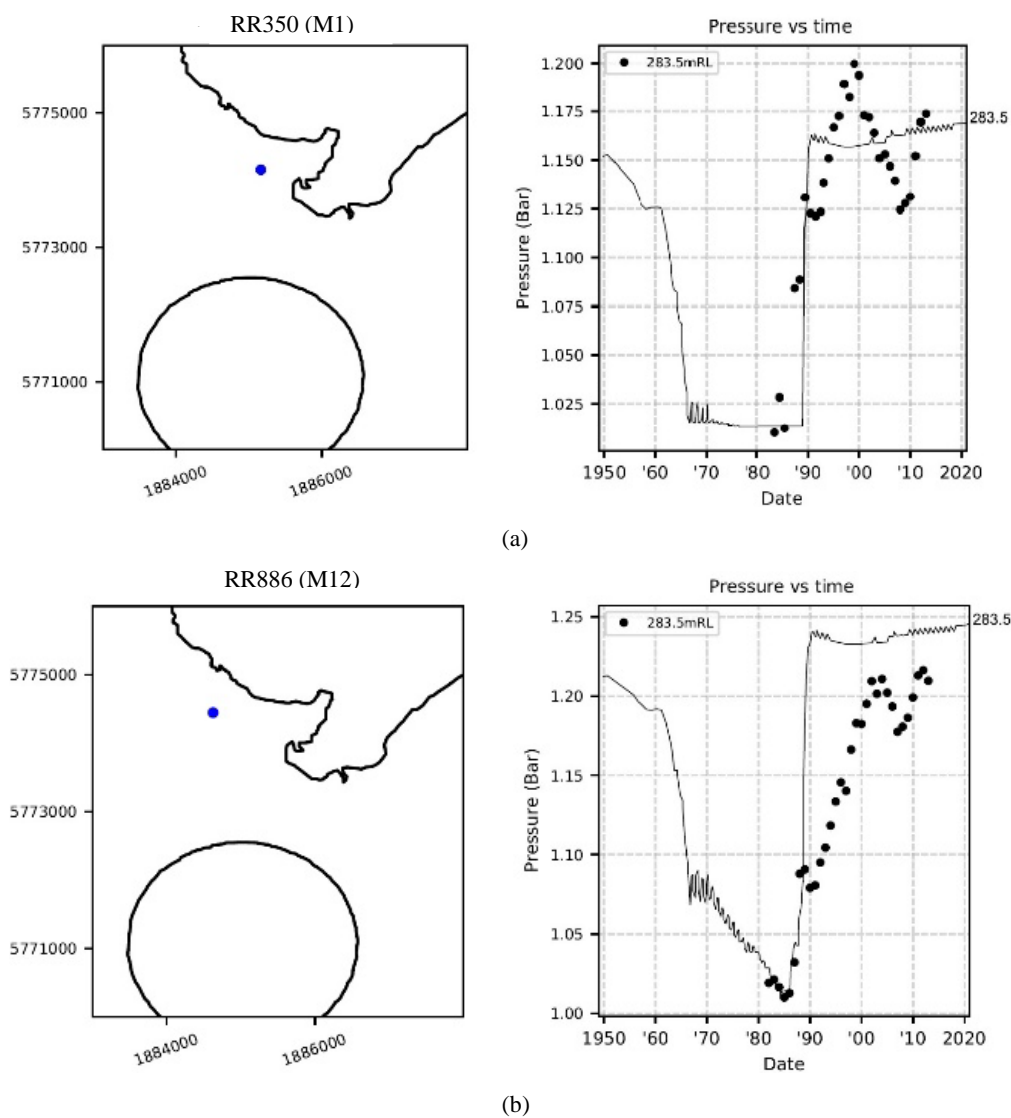 RR350 (M1)
5775000
5773000
5771000
1884000
1886000
Pressure vs time
283.5mRL
Pressure (Bar)
1.200
1.175
1.150
1.125
1.100
1.075
1.050
1.025
283.5
1950 '60 '70 '80 '90 '00 '10 2020
Date
(a)
RR886 (M12)
5775000
5773000
5771000
1884000
1886000
Pressure vs time
283.5mRL
Pressure (Bar)
1.25
1.20
1.15
1.10
1.05
1.00
283.5
1950 '60 '70 '80 '90 '00 '10 2020
Date
(b)